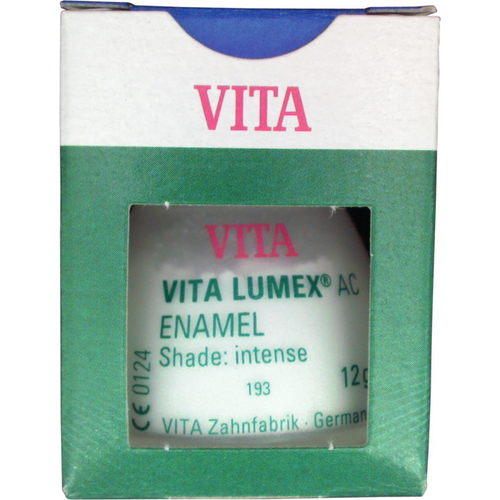 VITA
VITA
VITA LUMEX® AC
ENAMEL
Shade: intense
193
12g
CE 0124
VITA Zahnfabrik · German